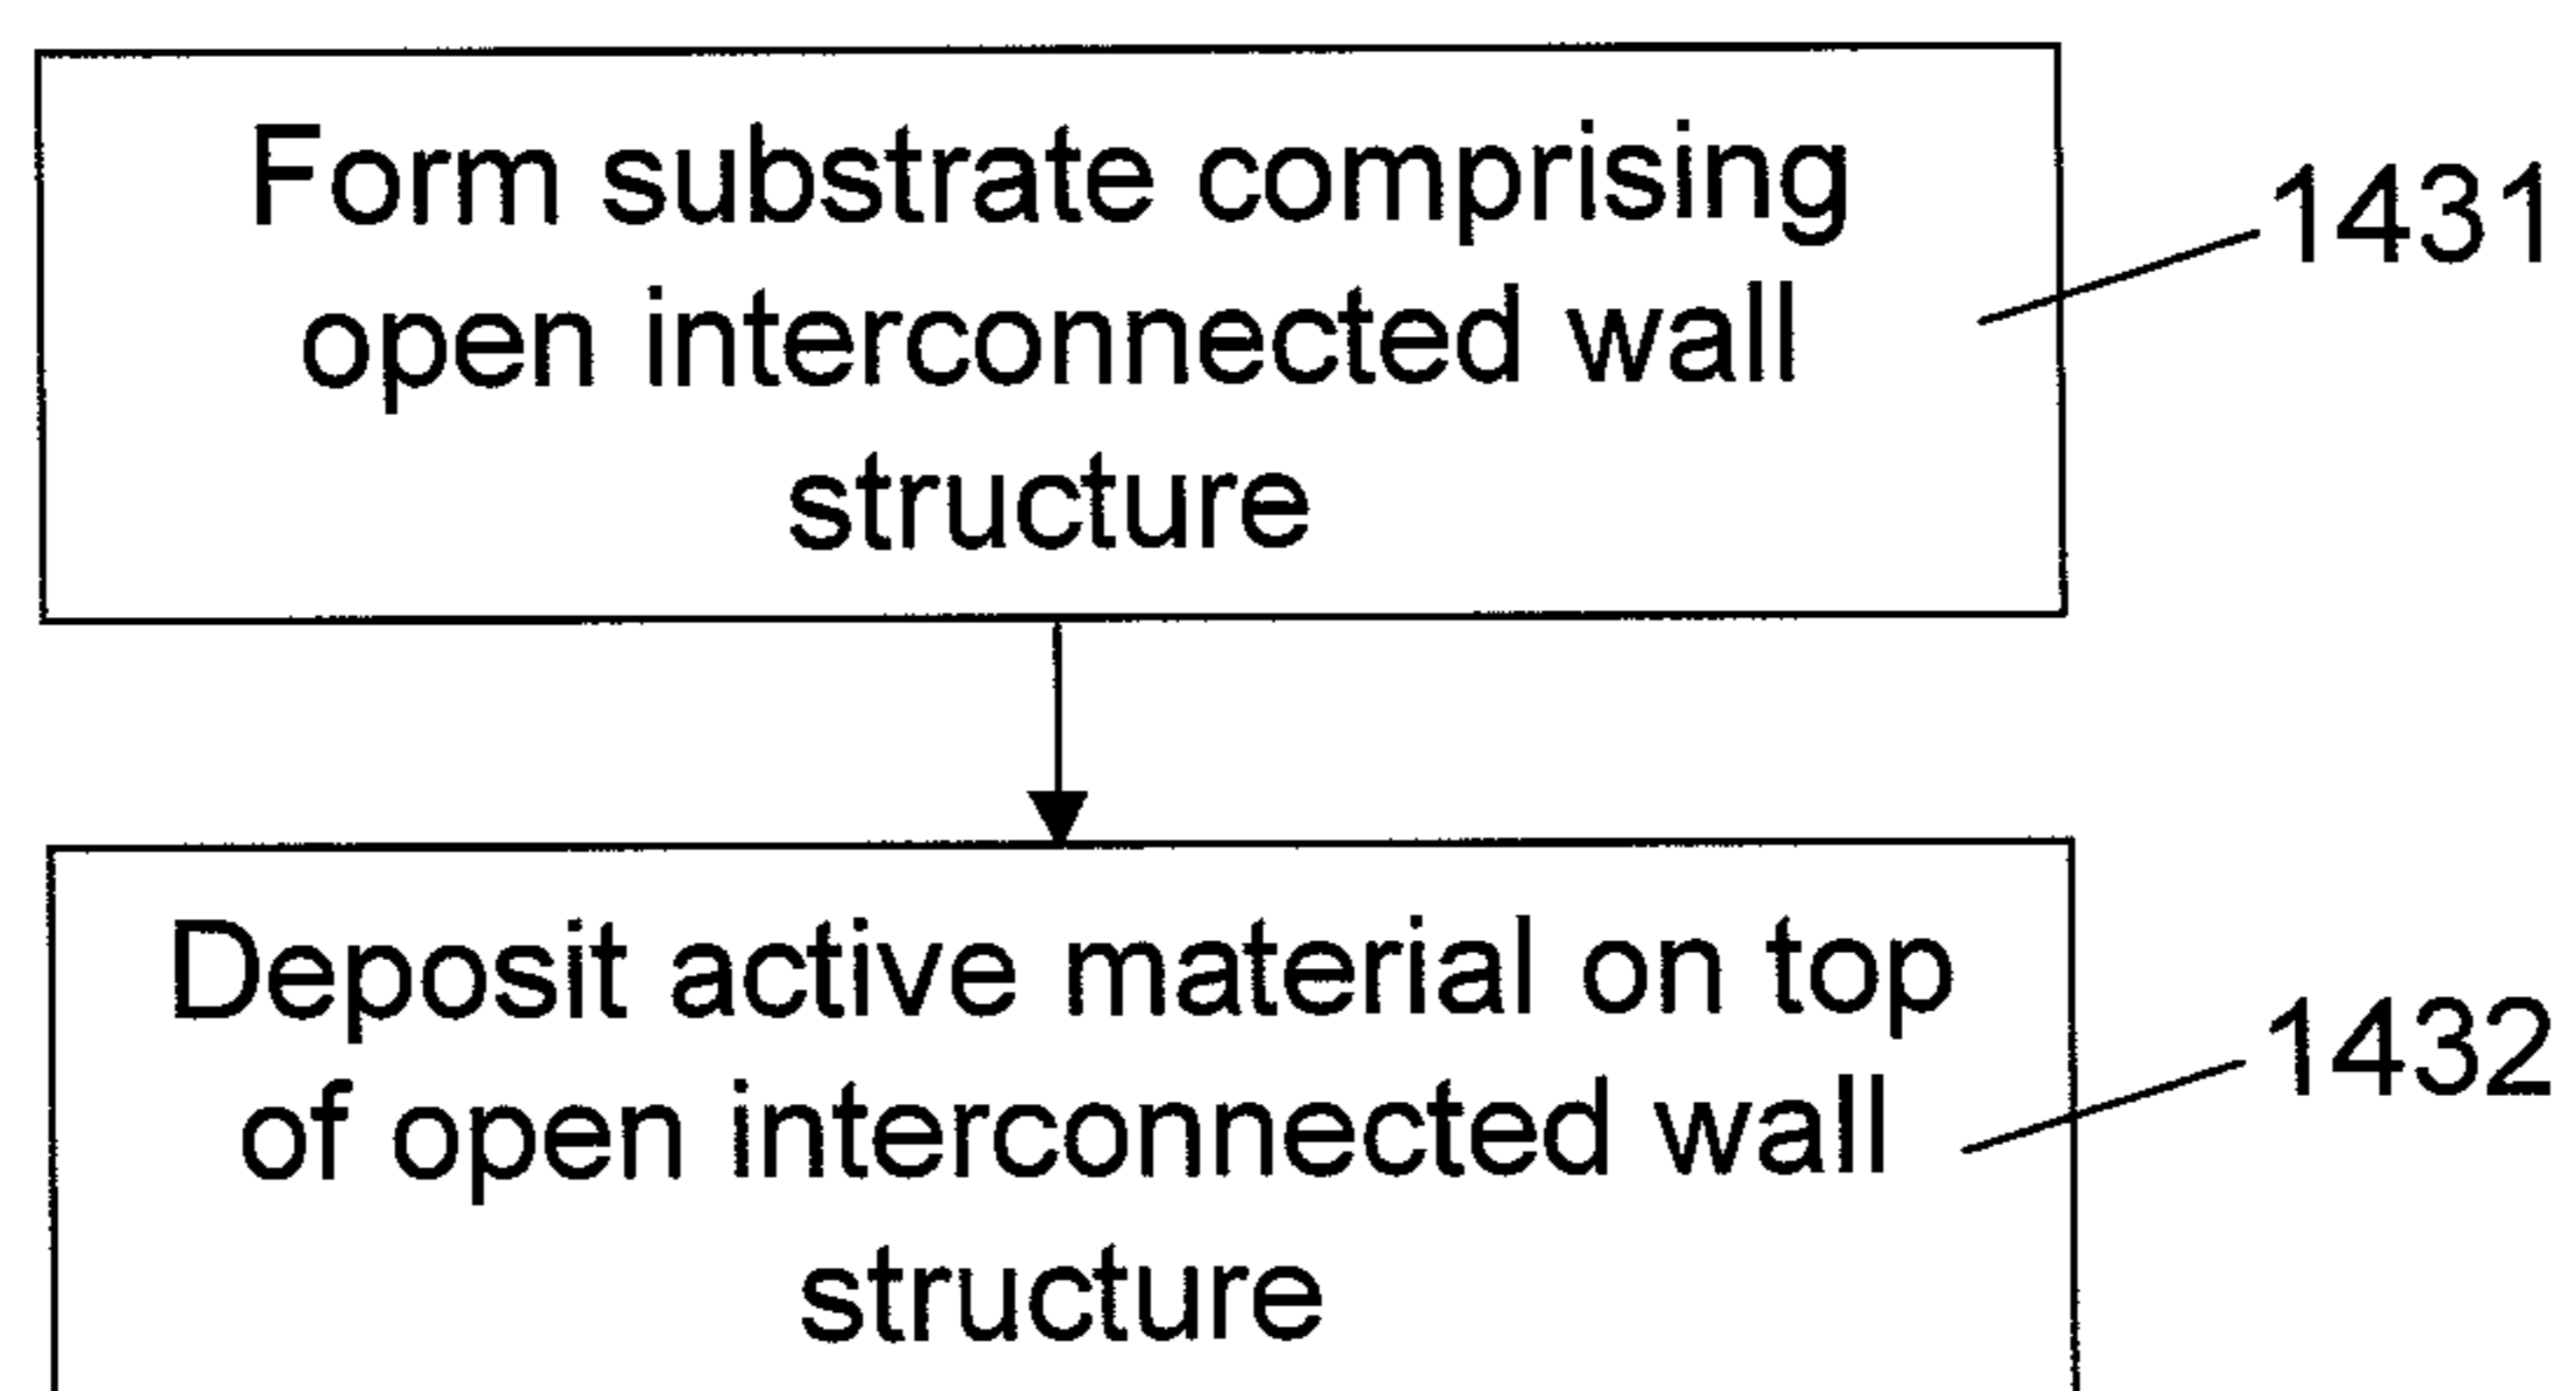 Form substrate comprising
open interconnected wall
structure
1431
Deposit active material on top
of open interconnected wall
structure
1432